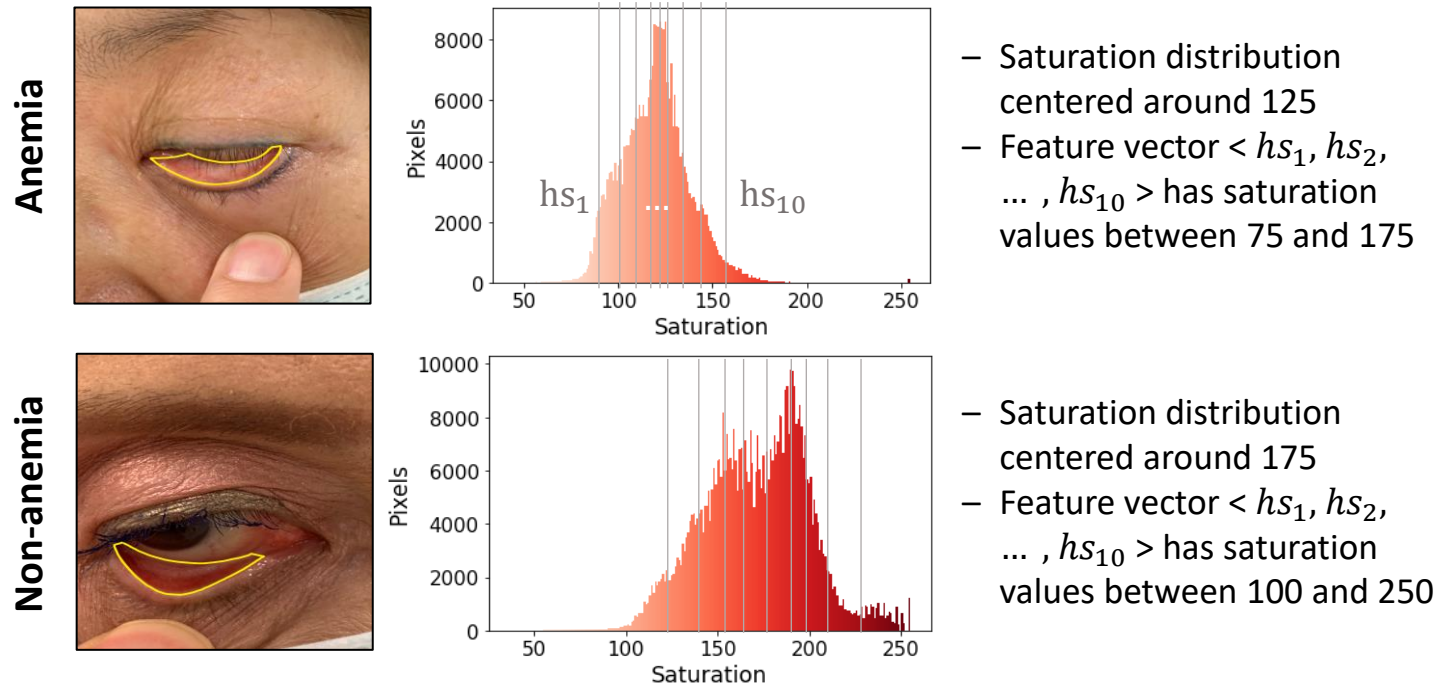 Anemia
8000
6000
4000
2000
0
Pixels
hs₁
...
hs₁₀
50 100 150 200 250
Saturation
– Saturation distribution
centered around 125
– Feature vector < hs₁, hs₂,
… , hs₁₀ > has saturation
values between 75 and 175
Non-anemia
10000
8000
6000
4000
2000
0
Pixels
50 100 150 200 250
Saturation
– Saturation distribution
centered around 175
– Feature vector < hs₁, hs₂,
… , hs₁₀ > has saturation
values between 100 and 250